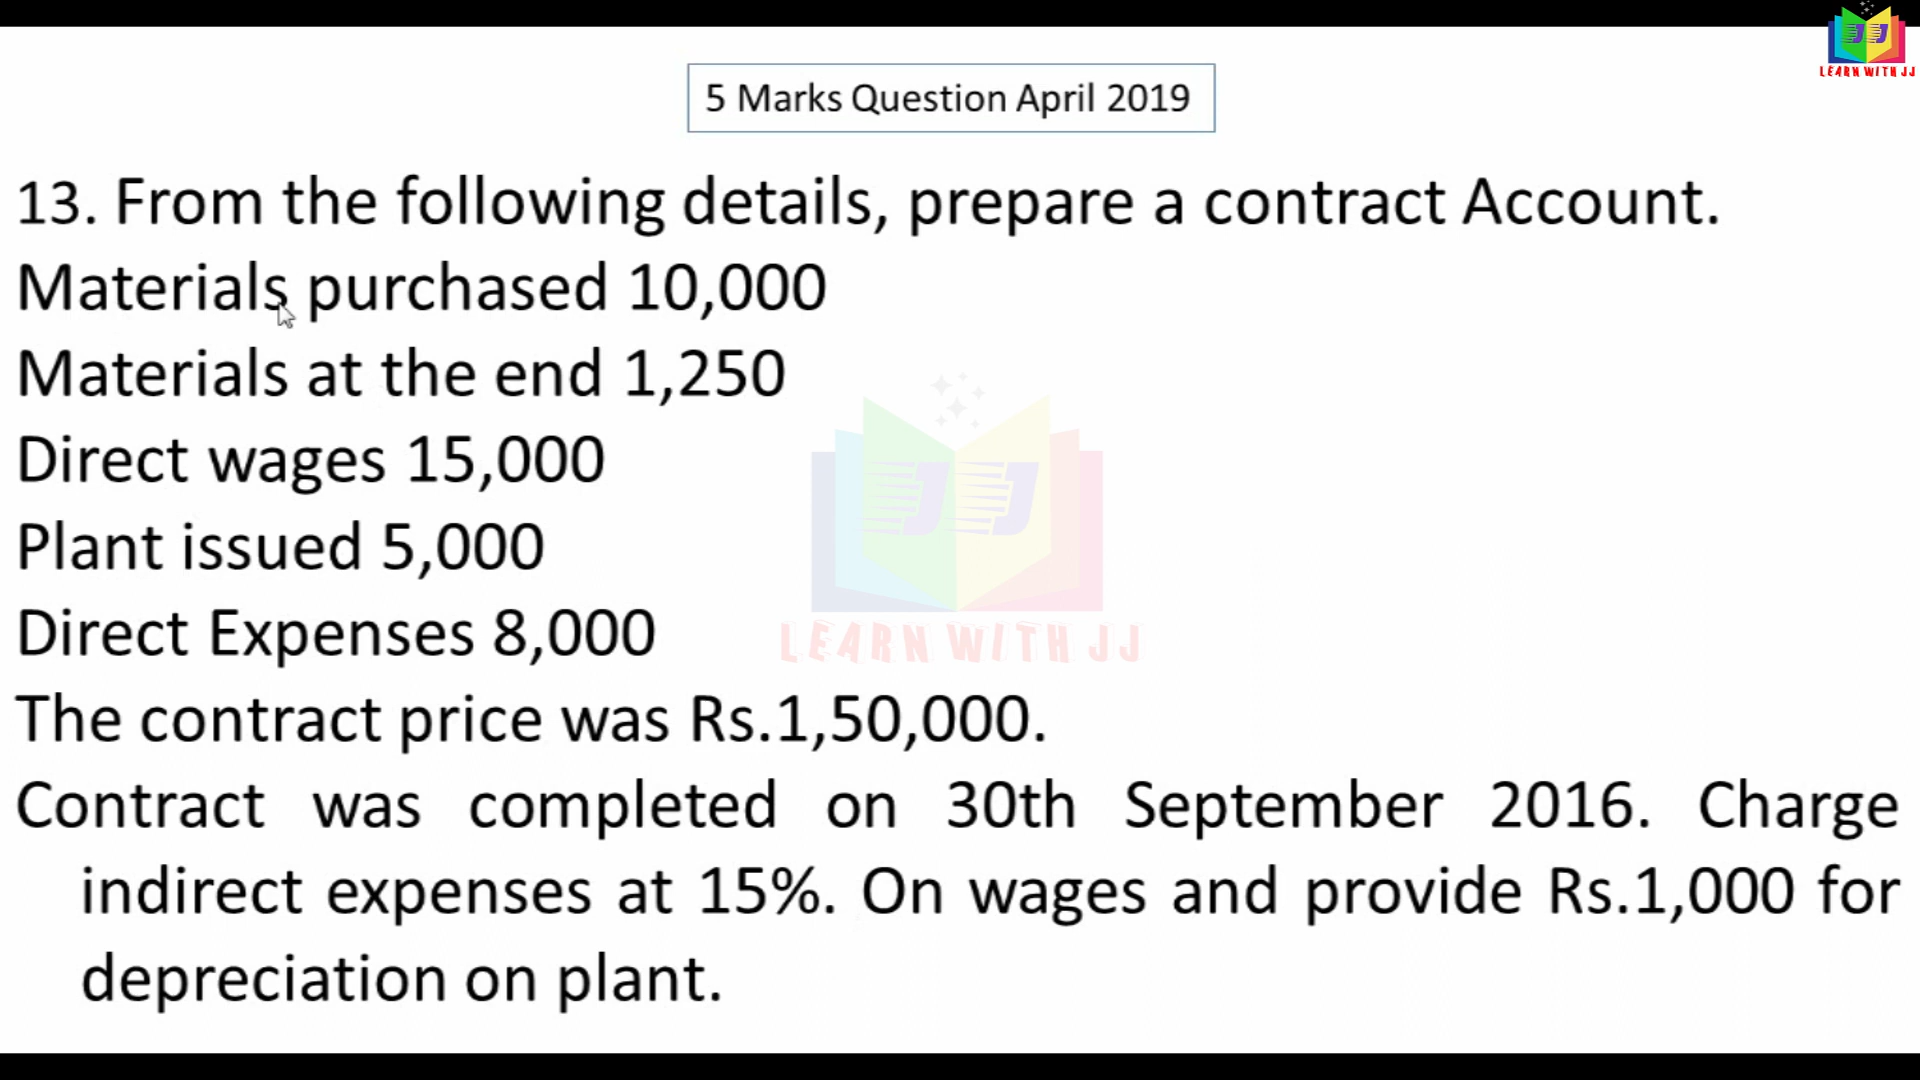 LEARN WITH JJ
5 Marks Question April 2019
13. From the following details, prepare a contract Account.
Materials purchased 10,000
Materials at the end 1,250
Direct wages 15,000
Plant issued 5,000
Direct Expenses 8,000
The contract price was Rs.1,50,000.
Contract was completed on 30th September 2016. Charge
indirect expenses at 15%. On wages and provide Rs.1,000 for
depreciation on plant.
JJ
LEARN WITH JJ